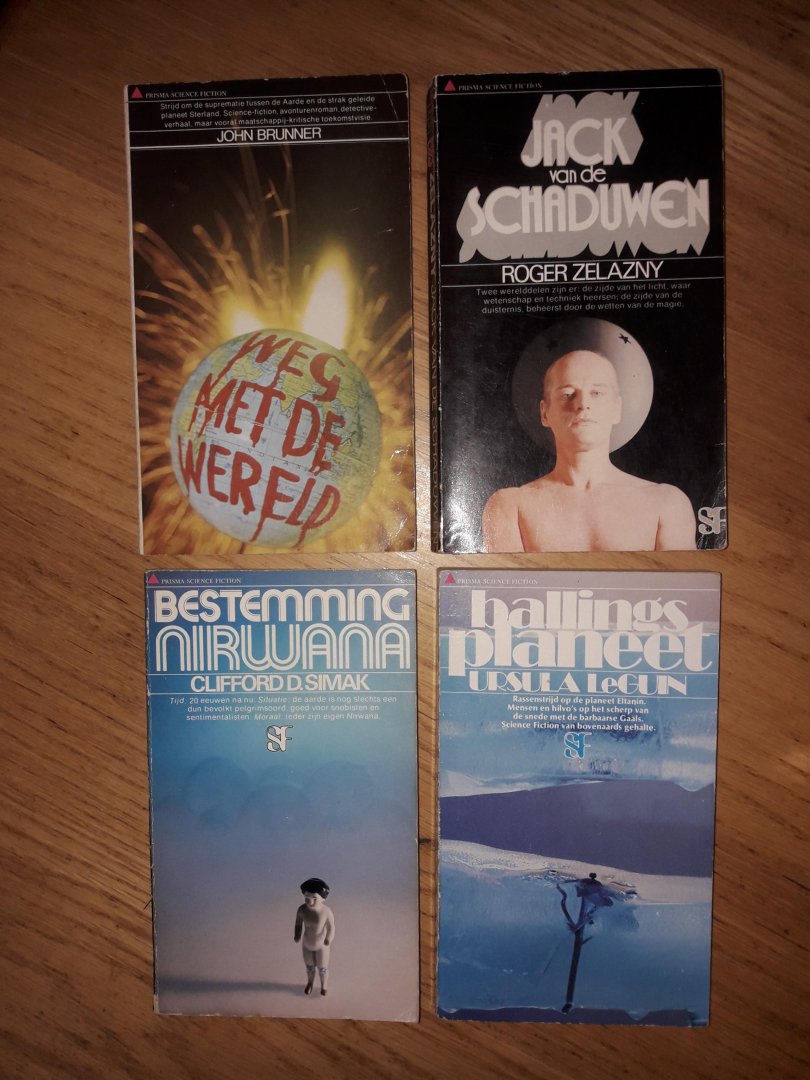 PRISMA SCIENCE FICTION
Strijd om de suprematie tussen de Aarde en de strak geleide
planeet Sterland. Science-fiction, avonturenroman, detective-
verhaal, maar vooral maatschappij-kritische toekomstvisie.
JOHN BRUNNER
WEG
MET DE
WERELD
PRISMA SCIENCE FICTION
JACK
van de
SCHADUWEN
ROGER ZELAZNY
Twee werelddelen zijn er: de zijde van het licht, waar
wetenschap en techniek heersen; de zijde van de
duisternis, beheerst door de wetten van de magie.
SF
PRISMA SCIENCE FICTION
BESTEMMING
NIRWANA
CLIFFORD D. SIMAK
Tijd: 20 eeuwen na nu. Situatie: de aarde is nog slechts een
dun bevolkt pelgrimsoord, goed voor snobisten en
sentimentalisten. Moraal: ieder zijn eigen Nirwana.
SF
PRISMA SCIENCE FICTION
ballings
planeet
URSULA LeGUIN
Rassenstrijd op de planeet Eltanin.
Mensen en hilvo's op het scherp van
de snede met de barbaarse Gaals.
Science Fiction van bovenaards gehalte.
SF